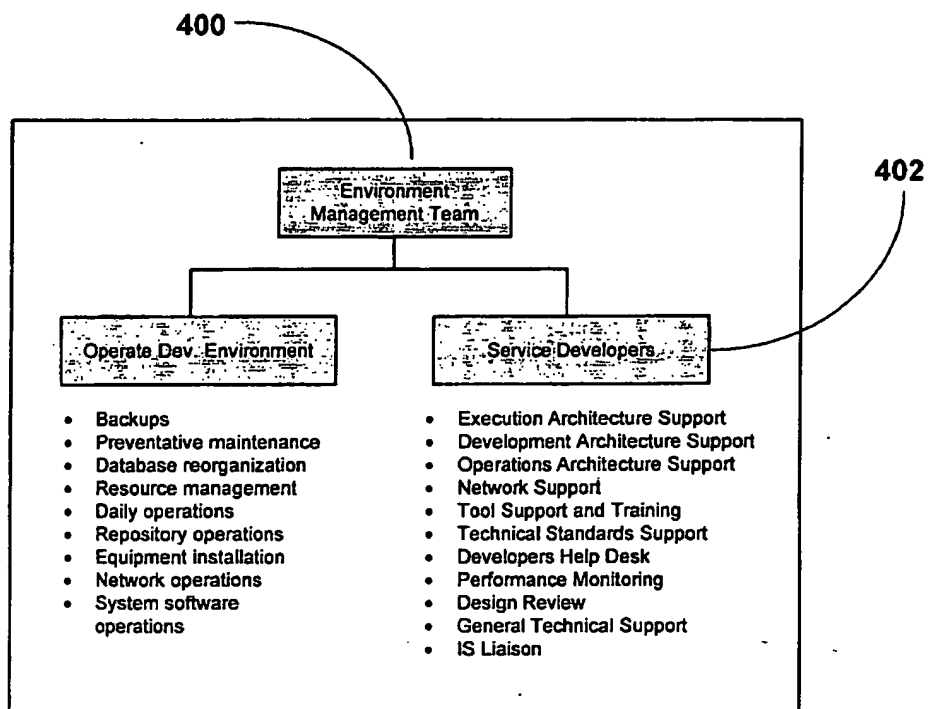 400
402
Environment
Management Team
Operate Dev. Environment
Service Developers
• Backups
• Preventative maintenance
• Database reorganization
• Resource management
• Daily operations
• Repository operations
• Equipment installation
• Network operations
• System software
operations
• Execution Architecture Support
• Development Architecture Support
• Operations Architecture Support
• Network Support
• Tool Support and Training
• Technical Standards Support
• Developers Help Desk
• Performance Monitoring
• Design Review
• General Technical Support
• IS Liaison